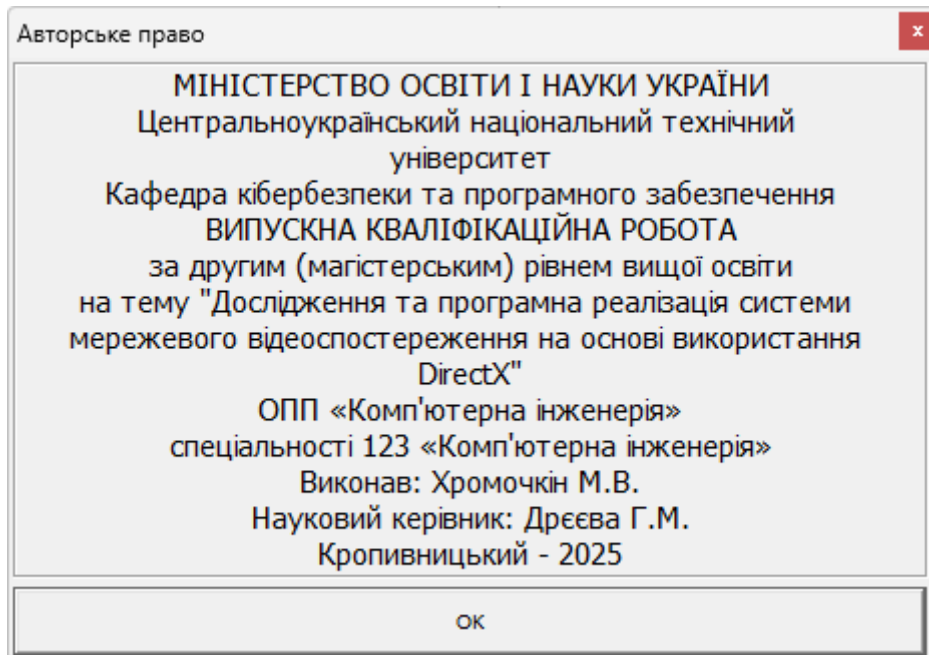 Авторське право
x
МІНІСТЕРСТВО ОСВІТИ І НАУКИ УКРАЇНИ
Центральноукраїнський національний технічний
університет
Кафедра кібербезпеки та програмного забезпечення
ВИПУСКНА КВАЛІФІКАЦІЙНА РОБОТА
за другим (магістерським) рівнем вищої освіти
на тему "Дослідження та програмна реалізація системи
мережевого відеоспостереження на основі використання
DirectX"
ОПП «Комп'ютерна інженерія»
спеціальності 123 «Комп'ютерна інженерія»
Виконав: Хромочкін М.В.
Науковий керівник: Дрєєва Г.М.
Кропивницький - 2025
ОК